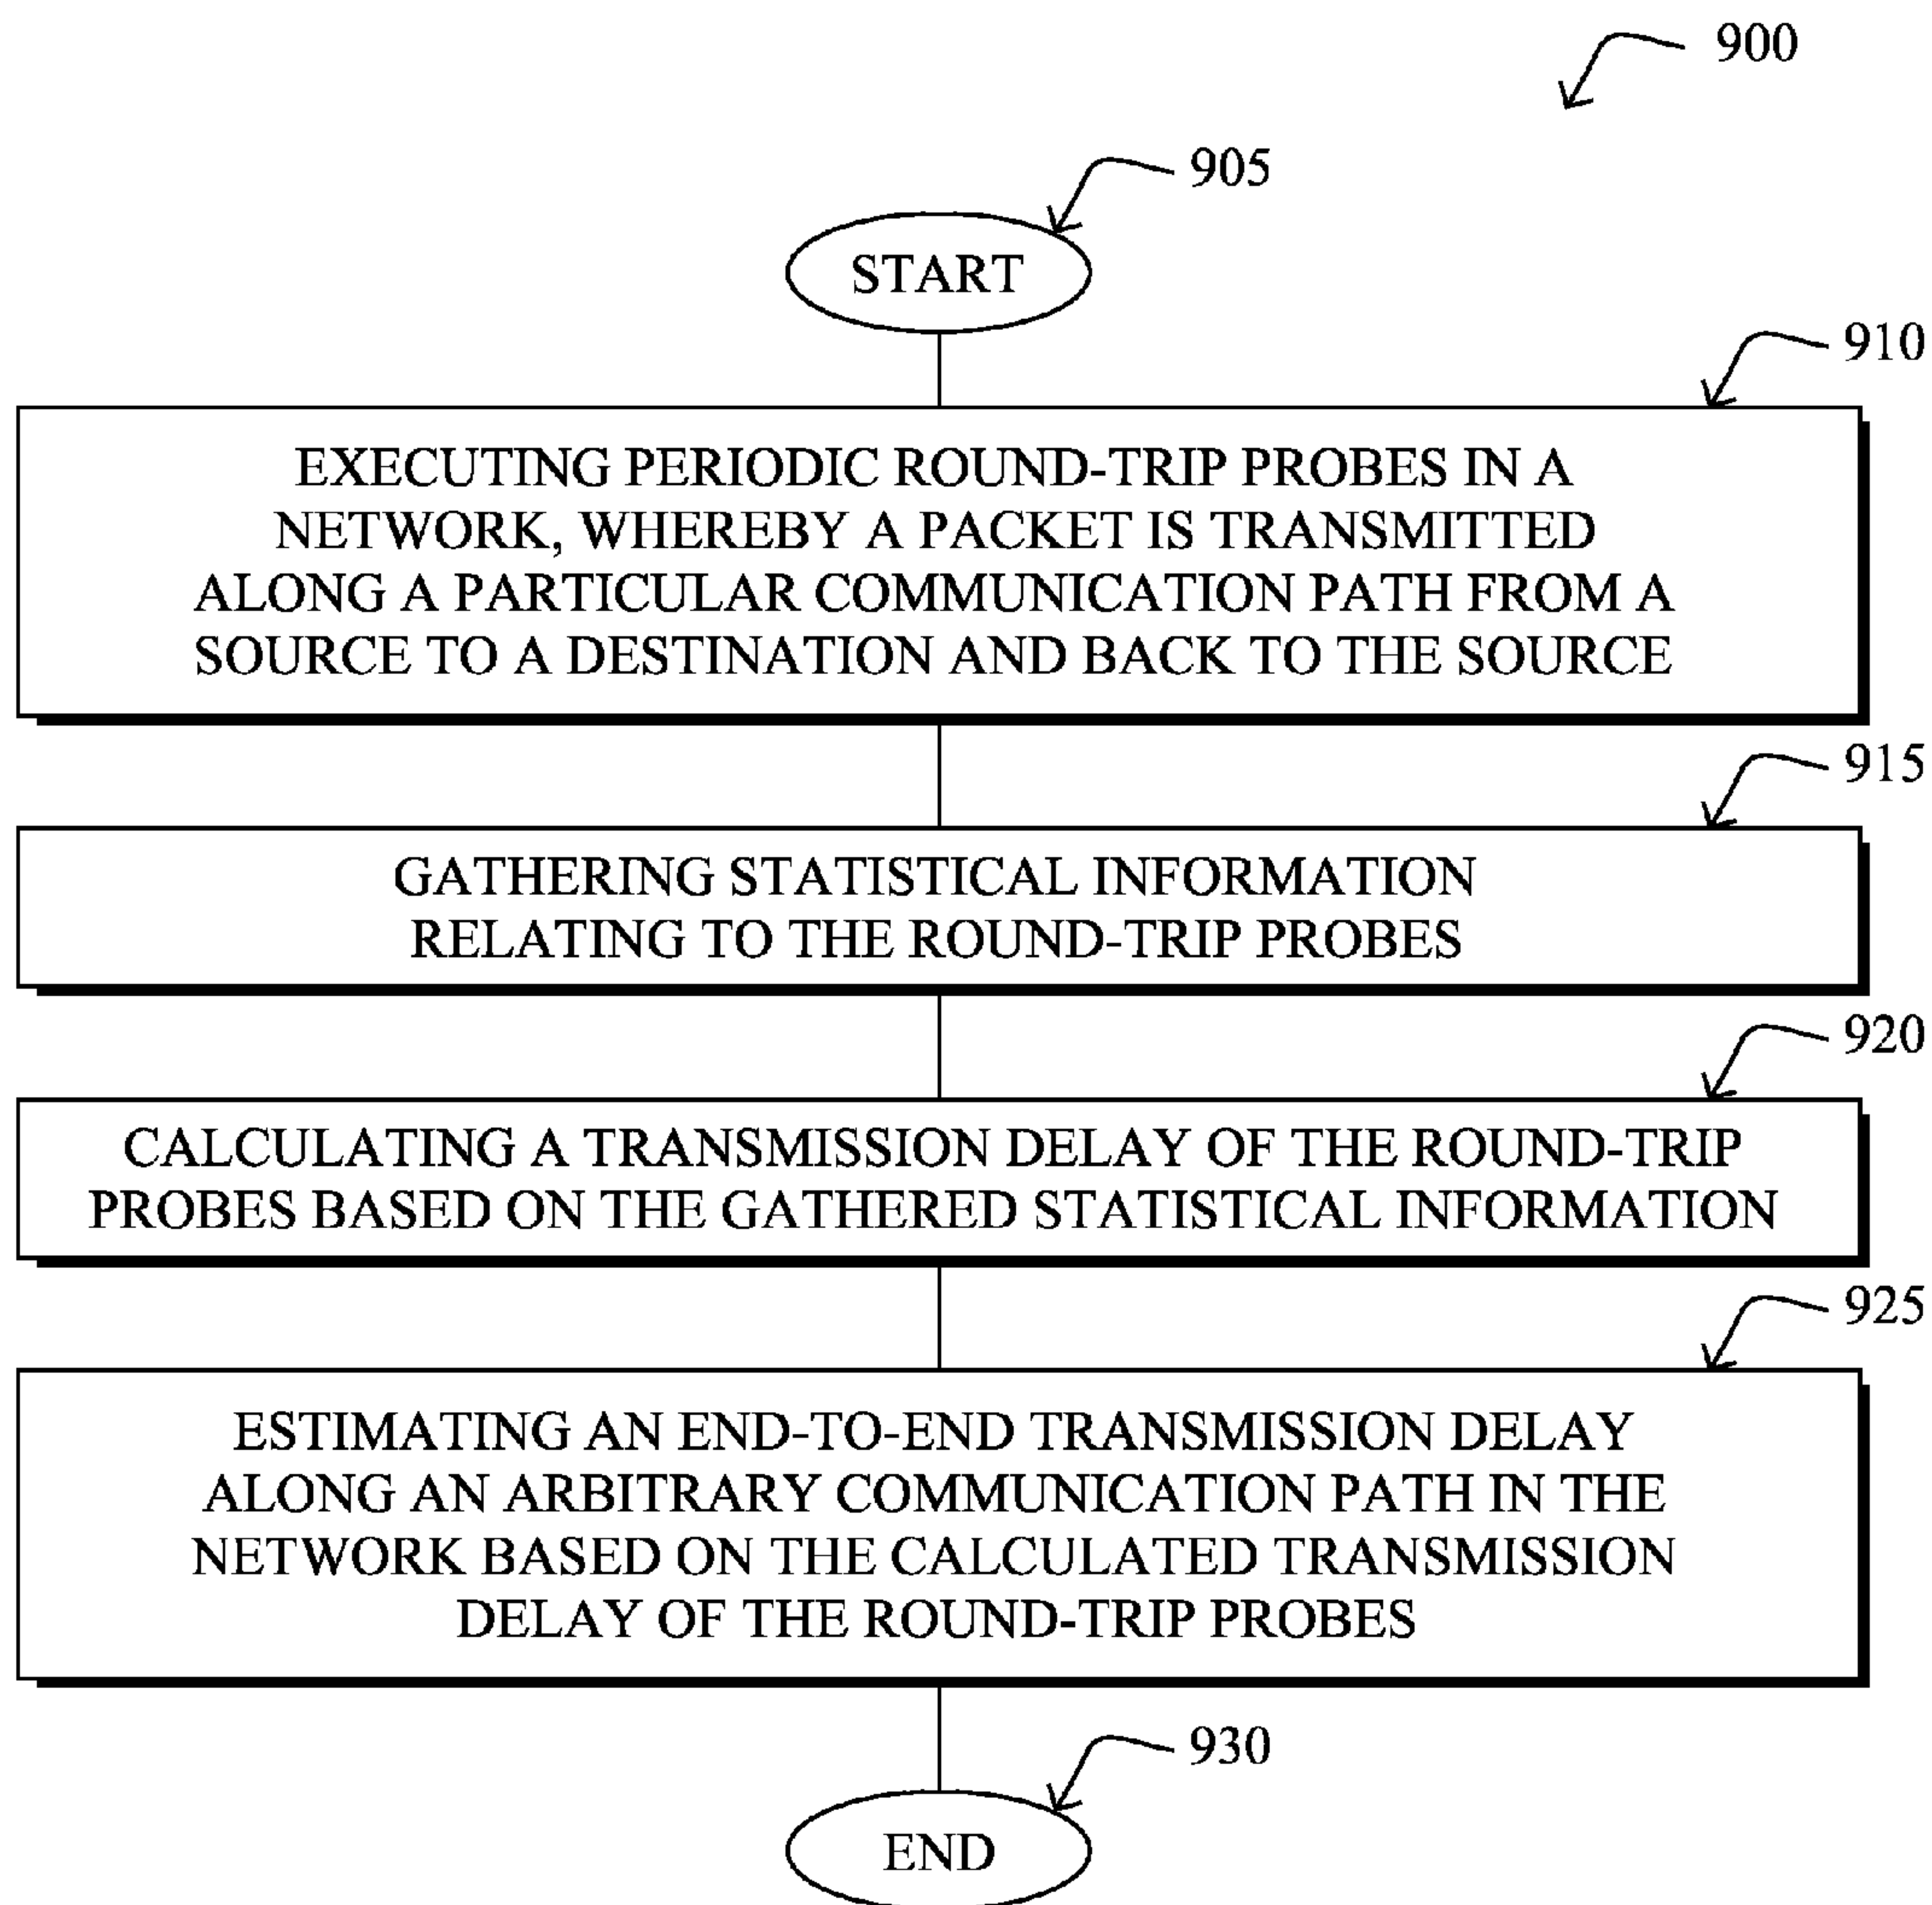 900
905
START
910
EXECUTING PERIODIC ROUND-TRIP PROBES IN A
NETWORK, WHEREBY A PACKET IS TRANSMITTED
ALONG A PARTICULAR COMMUNICATION PATH FROM A
SOURCE TO A DESTINATION AND BACK TO THE SOURCE
915
GATHERING STATISTICAL INFORMATION
RELATING TO THE ROUND-TRIP PROBES
920
CALCULATING A TRANSMISSION DELAY OF THE ROUND-TRIP
PROBES BASED ON THE GATHERED STATISTICAL INFORMATION
925
ESTIMATING AN END-TO-END TRANSMISSION DELAY
ALONG AN ARBITRARY COMMUNICATION PATH IN THE
NETWORK BASED ON THE CALCULATED TRANSMISSION
DELAY OF THE ROUND-TRIP PROBES
930
END